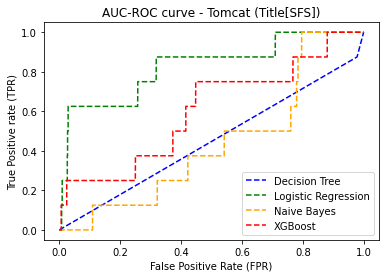 AUC-ROC curve - Tomcat (Title[SFS])
True Positive rate (TPR)
1.0
0.8
0.6
0.4
0.2
0.0
Decision Tree
Logistic Regression
Naive Bayes
XGBoost
0.0 0.2 0.4 0.6 0.8 1.0
False Positive Rate (FPR)